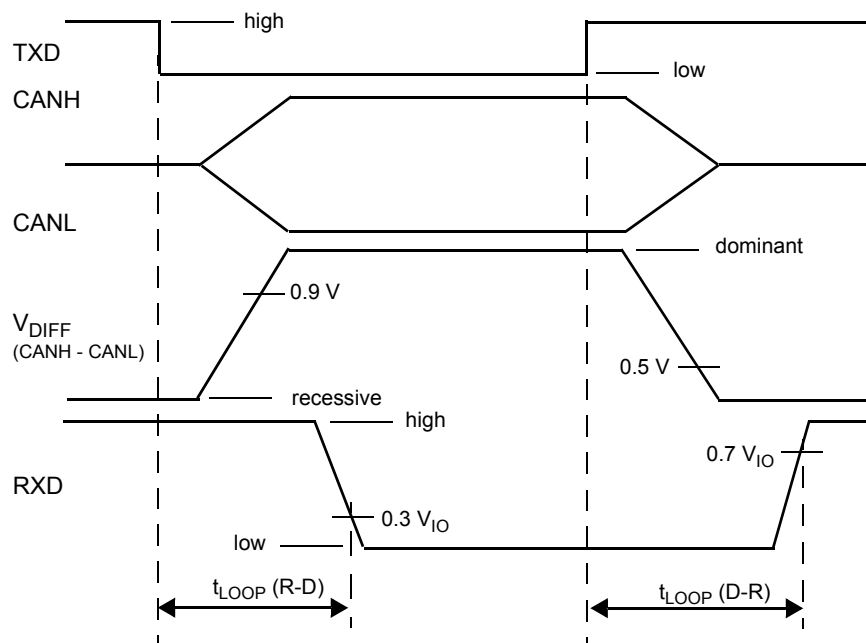 high
TXD
low
CANH
CANL
dominant
0.9 V
V_DIFF
(CANH - CANL)
0.5 V
recessive
high
0.7 V_IO
RXD
0.3 V_IO
low
t_LOOP (R-D)
t_LOOP (D-R)